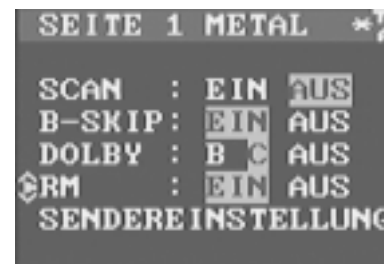 SEITE 1 METAL *
SCAN : EIN AUS
B-SKIP: EIN AUS
DOLBY : B C AUS
RM : EIN AUS
SENDEREINSTELLUNG